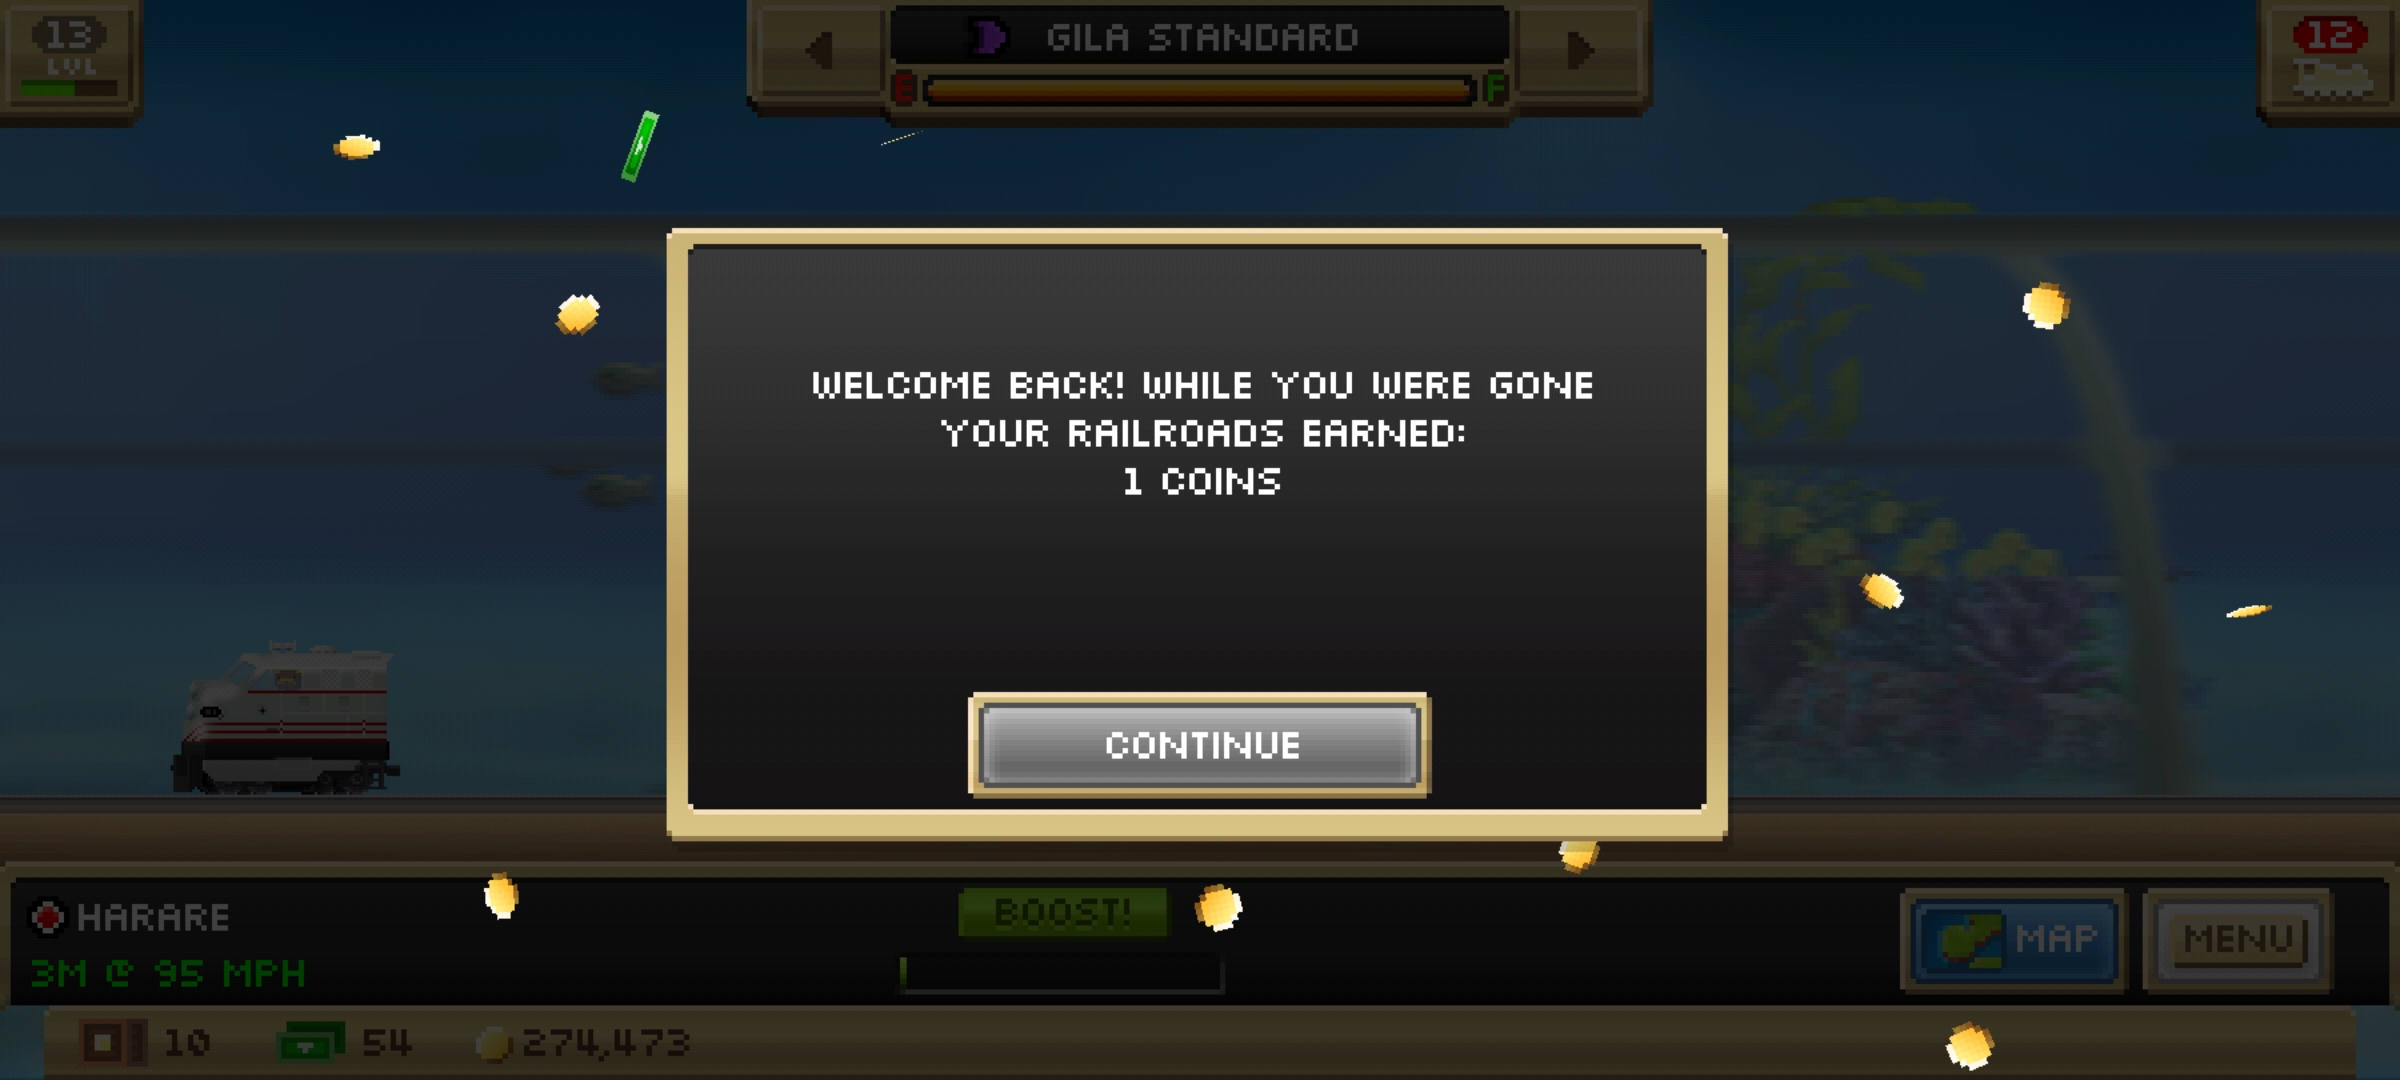 13
LVL
GILA STANDARD
E F
12
WELCOME BACK! WHILE YOU WERE GONE
YOUR RAILROADS EARNED:
1 COINS
CONTINUE
HARARE
3M @ 95 MPH
BOOST!
MAP
MENU
10 54 274,473